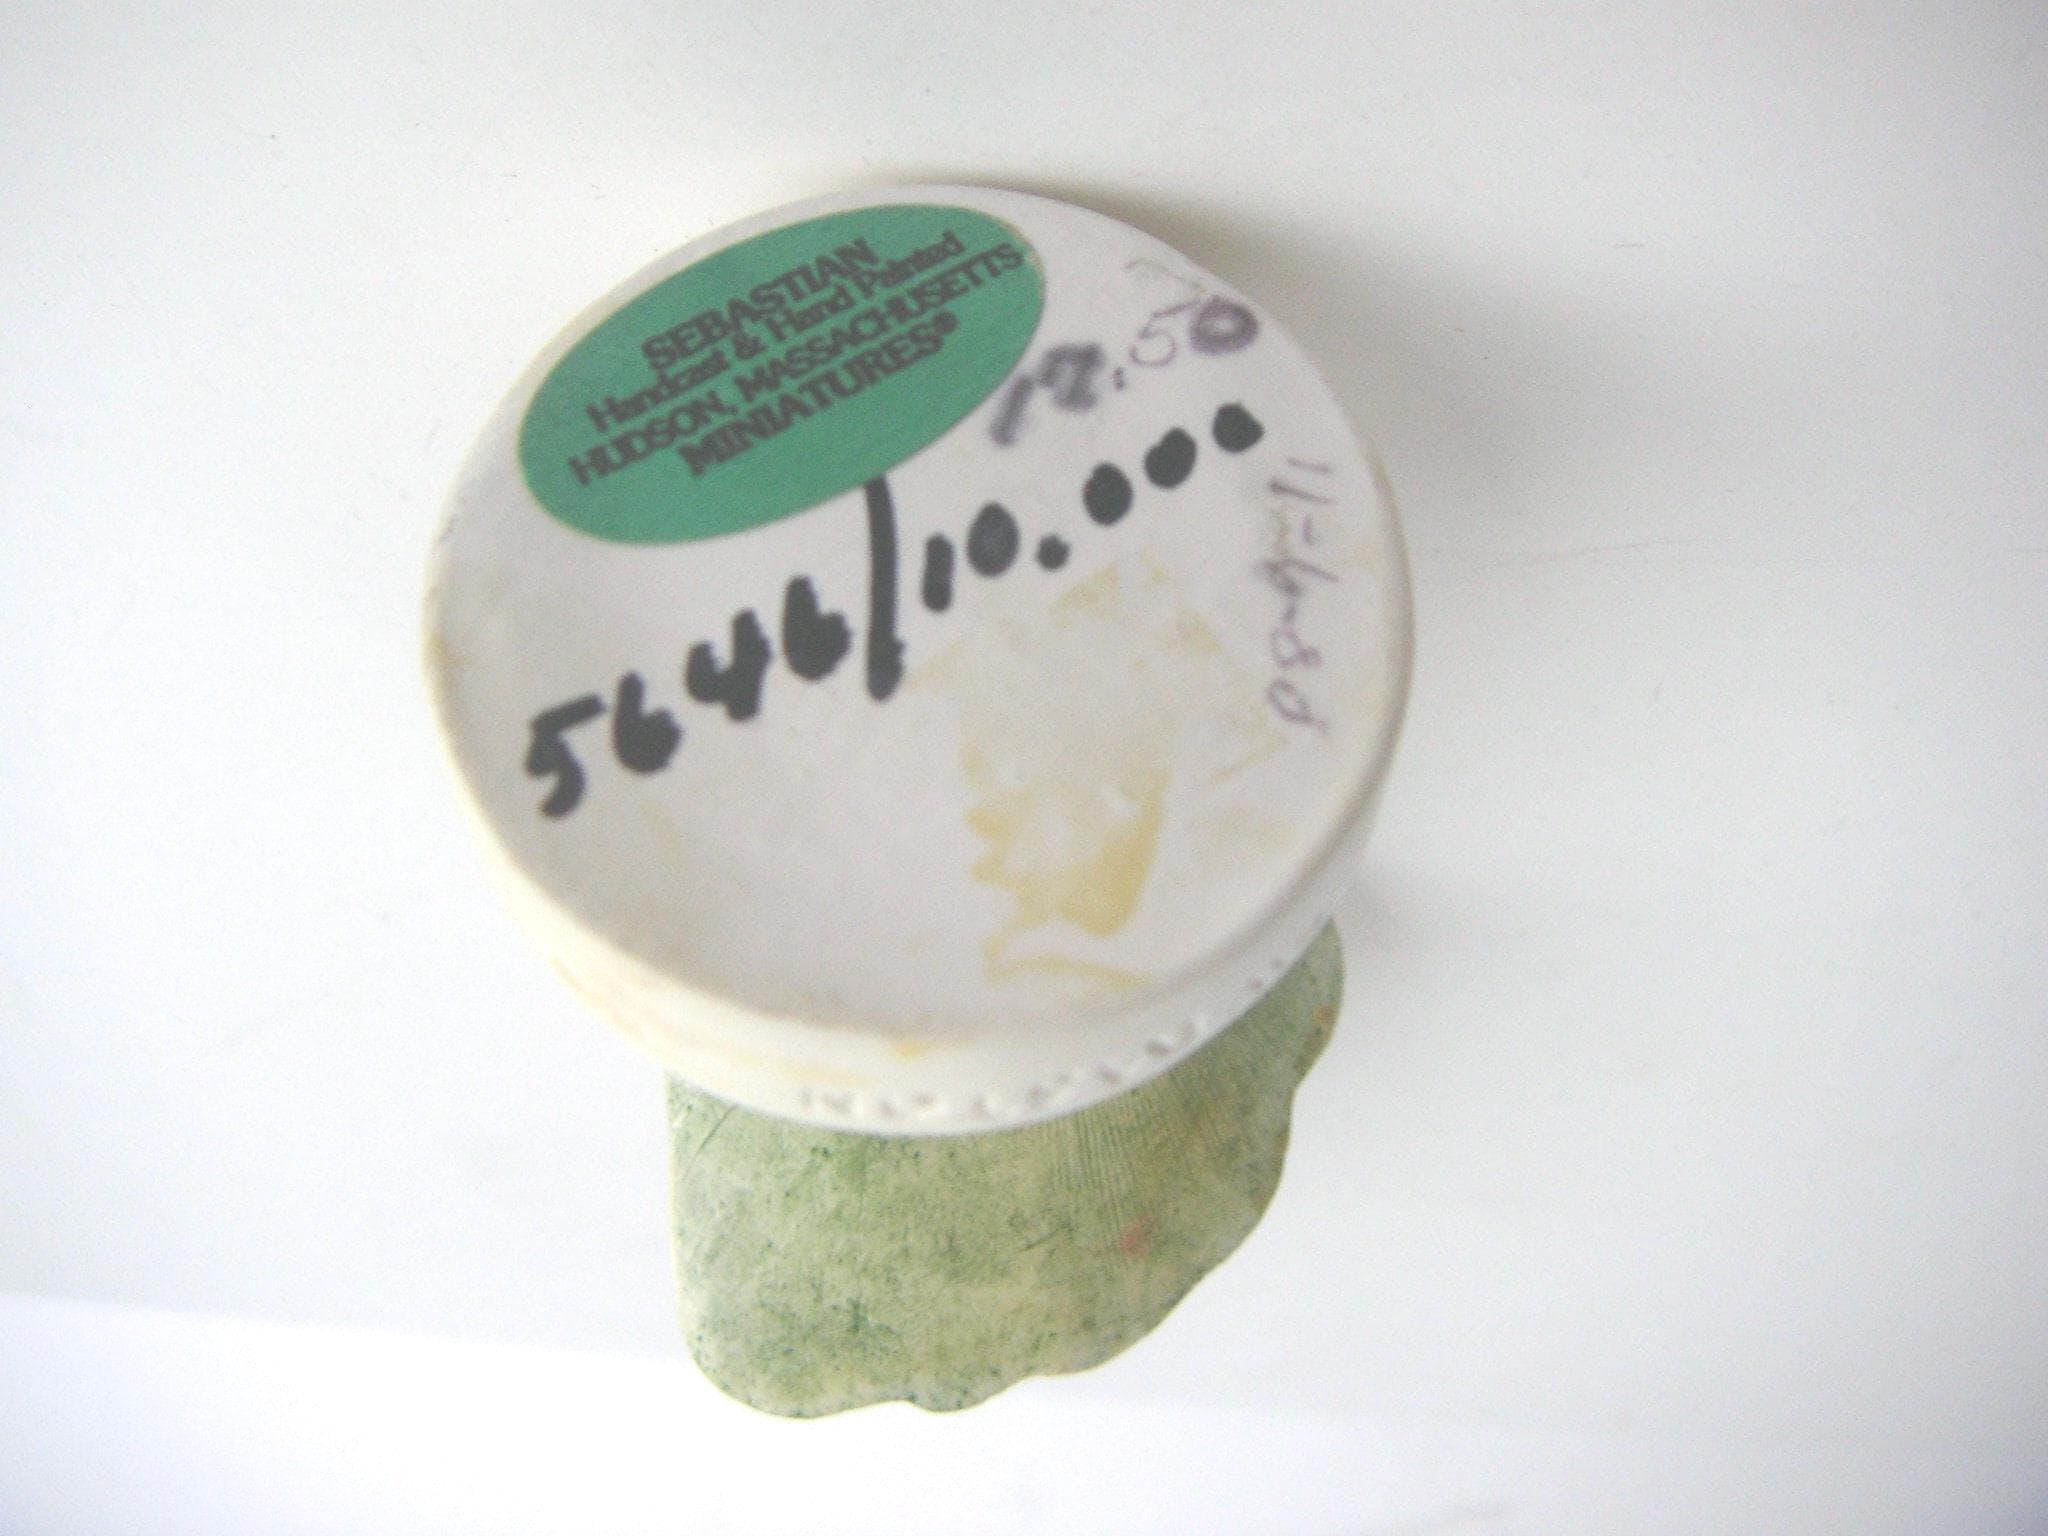 SEBASTIAN
Handcast & Hand Painted
HUDSON, MASSACHUSETTS
MINIATURES®
12.50
5646/10.000
11-6-80